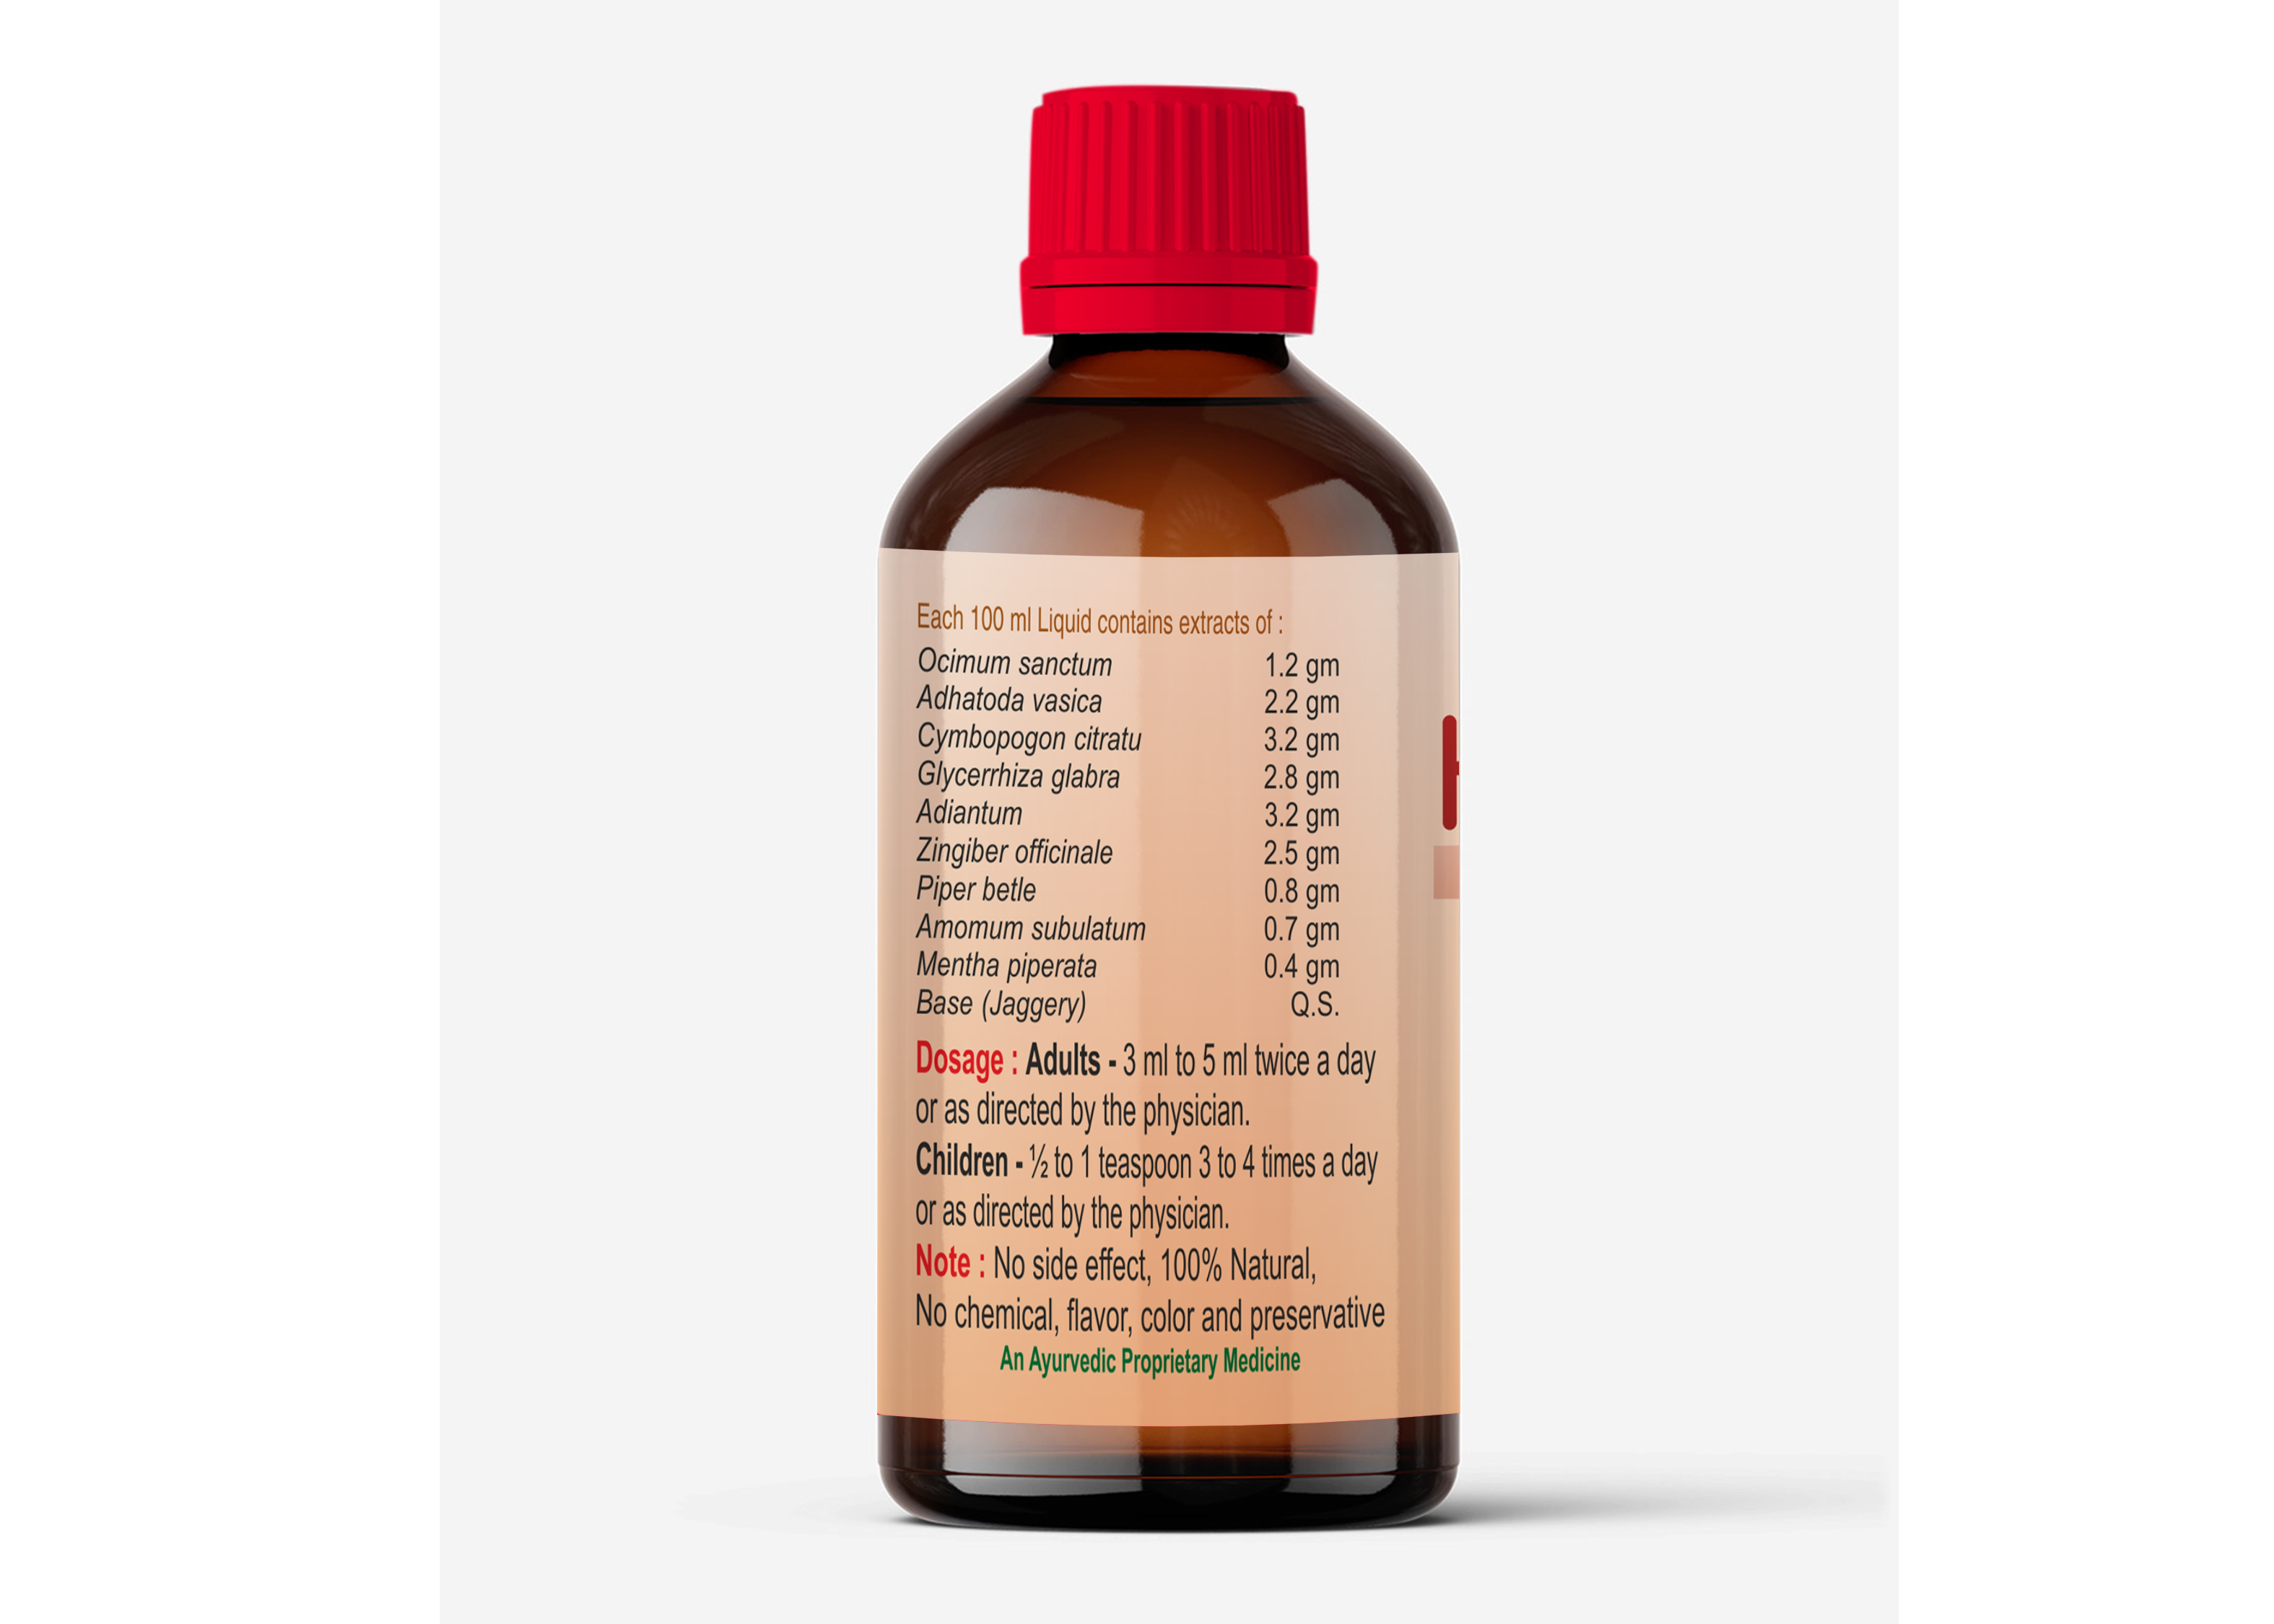 Each 100 ml Liquid contains extracts of :
Ocimum sanctum 1.2 gm
Adhatoda vasica 2.2 gm
Cymbopogon citratu 3.2 gm
Glycerrhiza glabra 2.8 gm
Adiantum 3.2 gm
Zingiber officinale 2.5 gm
Piper betle 0.8 gm
Amomum subulatum 0.7 gm
Mentha piperata 0.4 gm
Base (Jaggery) Q.S.
Dosage : Adults - 3 ml to 5 ml twice a day
or as directed by the physician.
Children - ½ to 1 teaspoon 3 to 4 times a day
or as directed by the physician.
Note : No side effect, 100% Natural,
No chemical, flavor, color and preservative
An Ayurvedic Proprietary Medicine